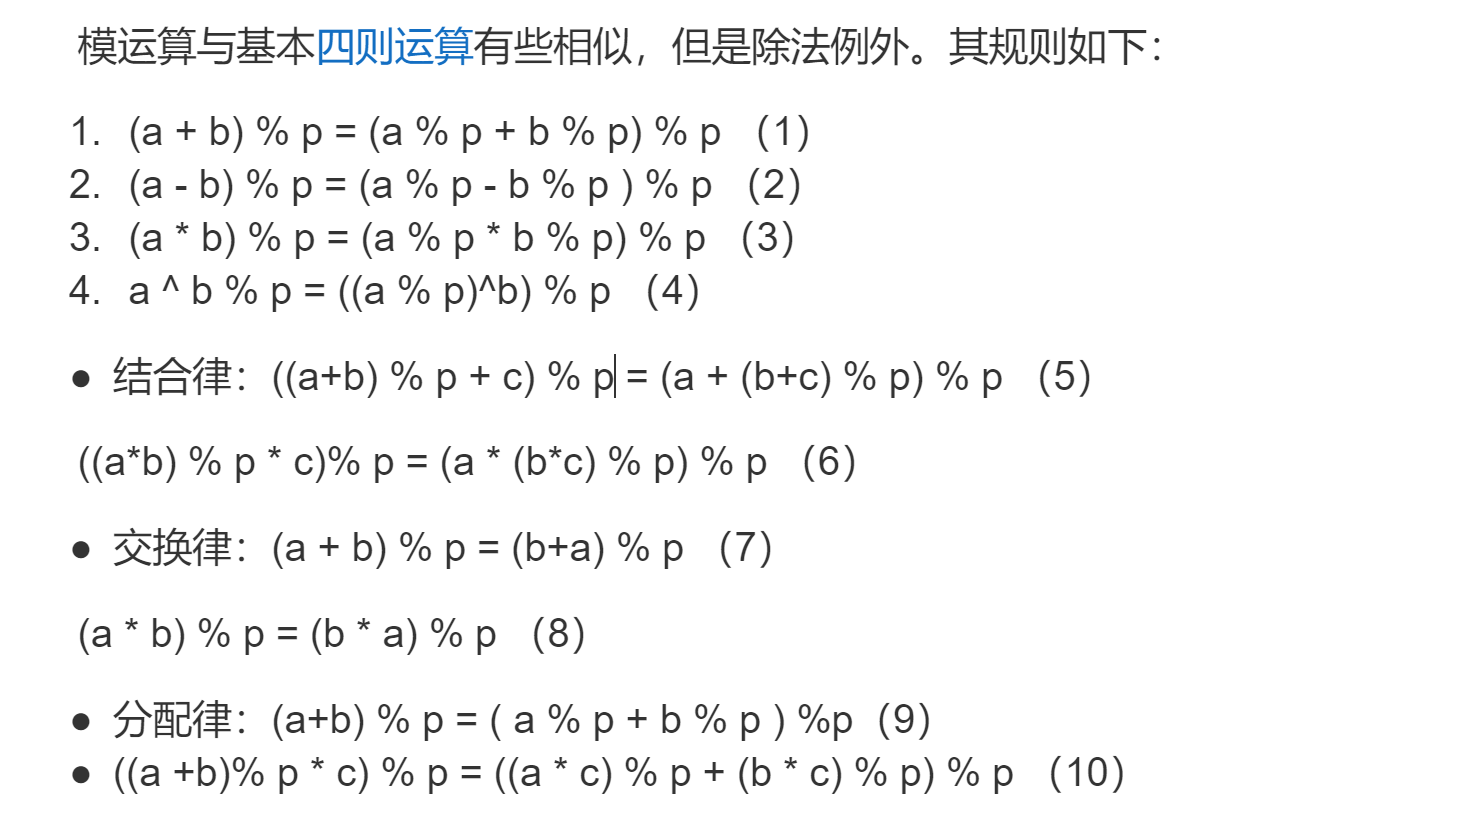 模运算与基本四则运算有些相似，但是除法例外。其规则如下：
1. (a + b) % p = (a % p + b % p) % p （1）
2. (a - b) % p = (a % p - b % p ) % p （2）
3. (a * b) % p = (a % p * b % p) % p （3）
4. a ^ b % p = ((a % p)^b) % p （4）
● 结合律：((a+b) % p + c) % p = (a + (b+c) % p) % p （5）
((a*b) % p * c)% p = (a * (b*c) % p) % p （6）
● 交换律：(a + b) % p = (b+a) % p （7）
(a * b) % p = (b * a) % p （8）
● 分配律：(a+b) % p = ( a % p + b % p ) %p（9）
● ((a +b)% p * c) % p = ((a * c) % p + (b * c) % p) % p （10）